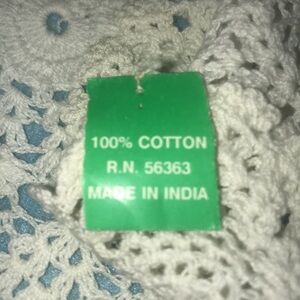 100% COTTON
R.N. 56363
MADE IN INDIA